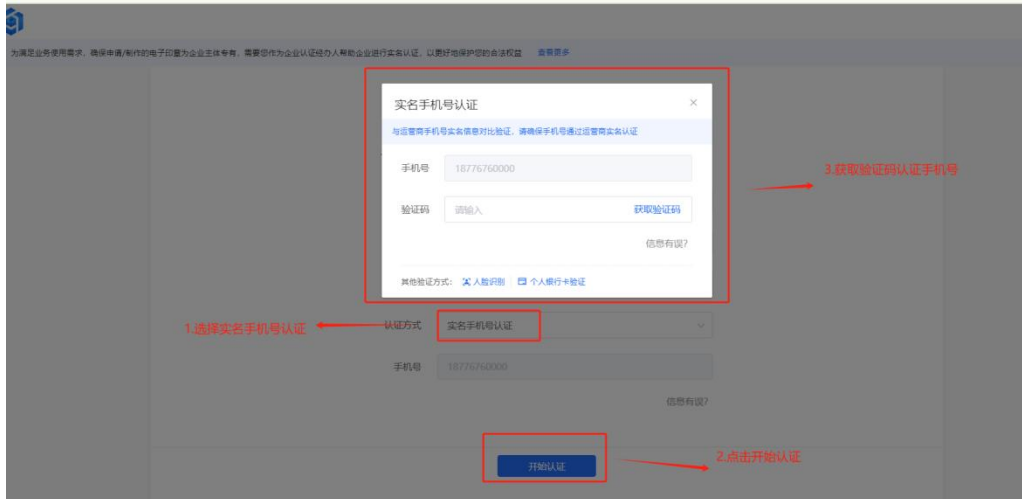 为满足业务使用需求，确保申请/制作的电子印章为企业主体专有，需要您作为企业认证经办人帮助企业进行实名认证，以更好地保护您的合法权益 查看更多
实名手机号认证
与运营商手机号实名信息对比验证，请确保手机号通过运营商实名认证
手机号 18776760000
3.获取验证码认证手机号
验证码 请输入 获取验证码
信息有误?
其他验证方式： 人脸识别 个人银行卡验证
1.选择实名手机号认证 认证方式 实名手机号认证
手机号 18776760000
信息有误?
2.点击开始认证
开始认证